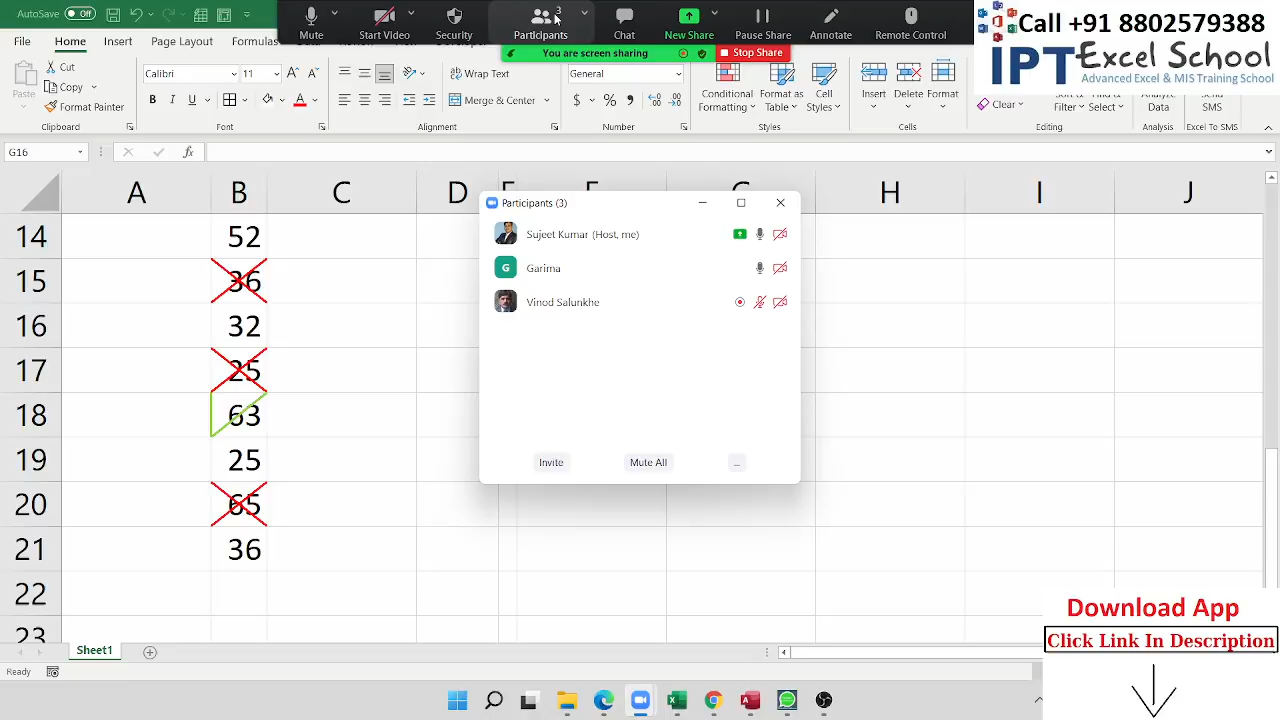 AutoSave Off
Mute
Start Video
Security
3
Participants
Chat
New Share
Pause Share
Annotate
Remote Control
You are screen sharing
Stop Share
Call +91 8802579388
IPT Excel School
Advanced Excel & MIS Training School
File
Home
Insert
Page Layout
Formulas
Paste
Cut
Copy
Format Painter
Clipboard
Calibri
11
B I U
Font
Wrap Text
Merge & Center
Alignment
General
$ % 9
Number
Conditional
Formatting
Format as
Table
Cell
Styles
Styles
Insert
Delete
Format
Cells
Clear
Filter
Select
Editing
Data
Analysis
SMS
Excel To SMS
G16
fx
A B C D G H I J
14 52
15 36
16 32
17 25
18 63
19 25
20 65
21 36
22
23
Participants (3)
Sujeet Kumar (Host, me)
G
Garima
Vinod Salunkhe
Invite
Mute All
...
Download App
Click Link In Description
Sheet1
Ready